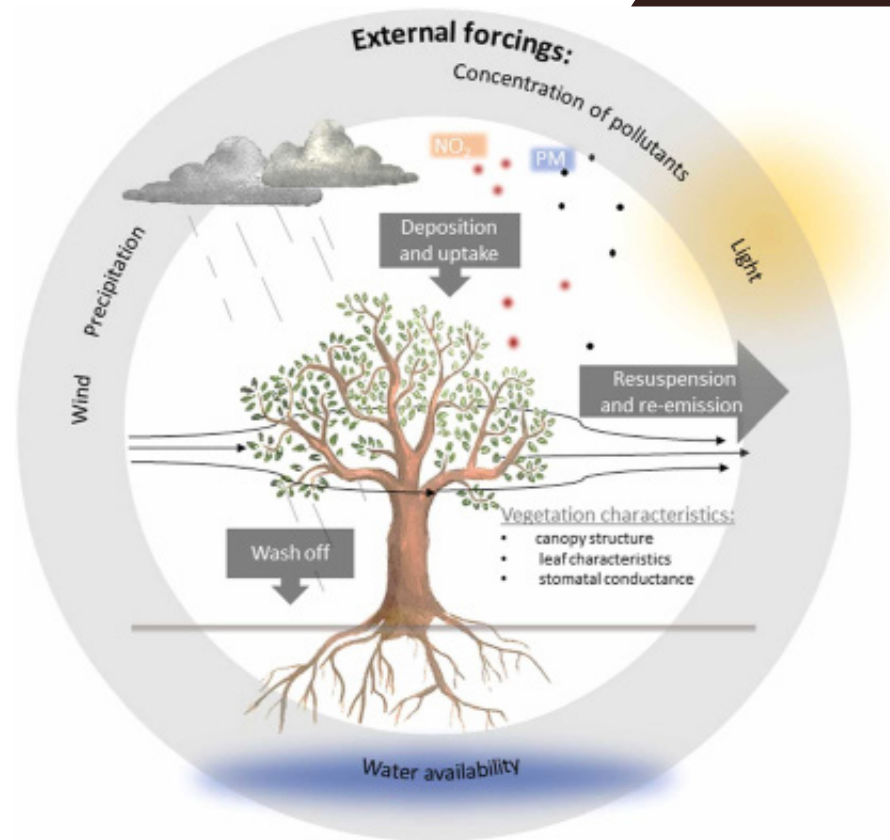 External forcings:
Concentration of pollutants
NO₂
PM
Deposition
and uptake
Precipitation
Light
Wind
Resuspension
and re-emission
Vegetation characteristics:
• canopy structure
• leaf characteristics
• stomatal conductance
Wash off
Water availability